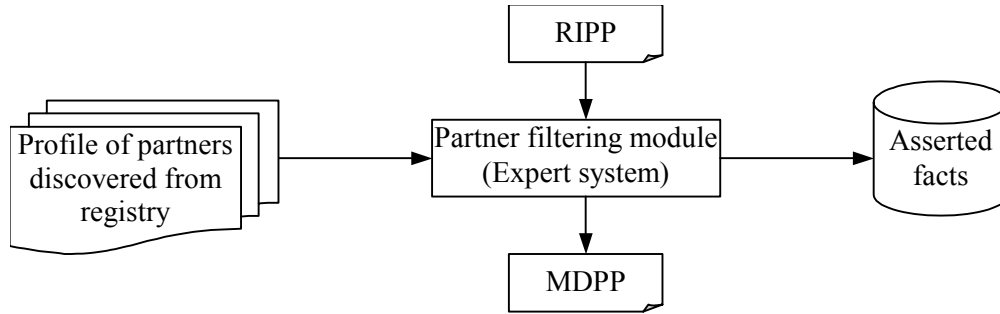 RIPP
Profile of partners
discovered from
registry
Partner filtering module
(Expert system)
Asserted
facts
MDPP